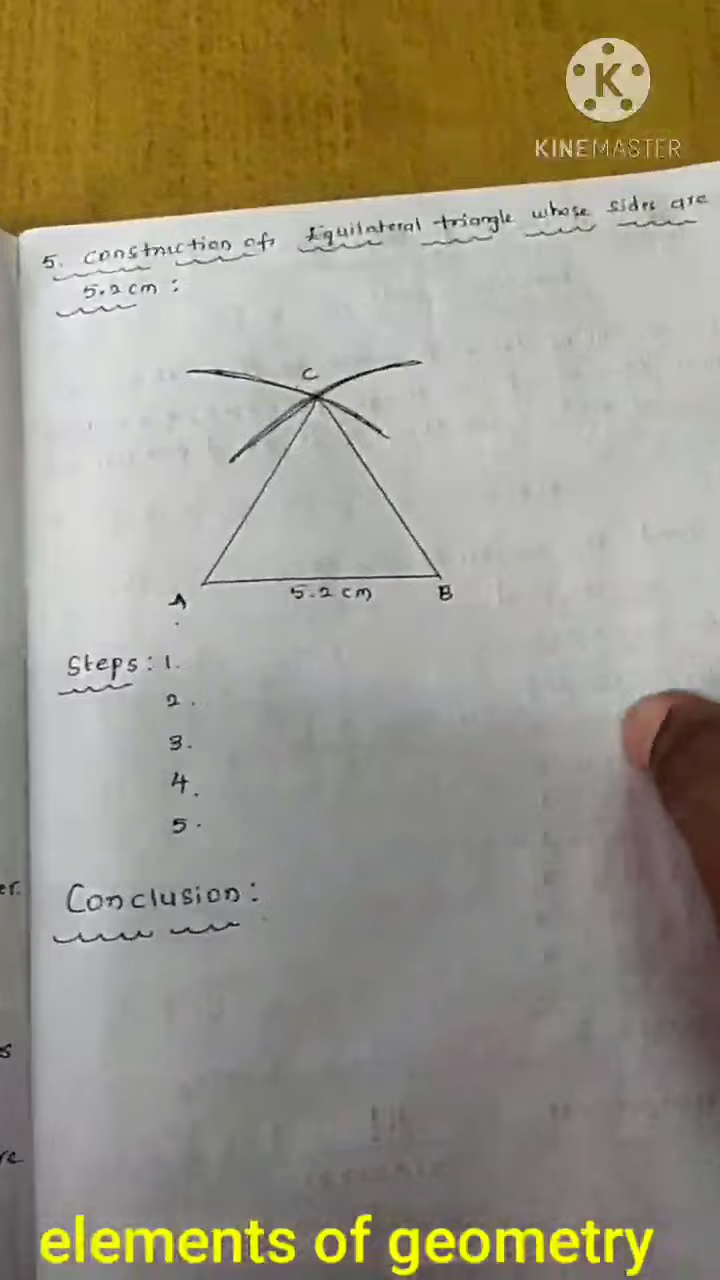 K
KINEMASTER
5. Construction of Equilateral triangle whose sides are
5.2 cm :
C
A
5.2 cm
B
Steps : 1.
2.
3.
4.
5.
Conclusion :
er.
s
elements of geometry